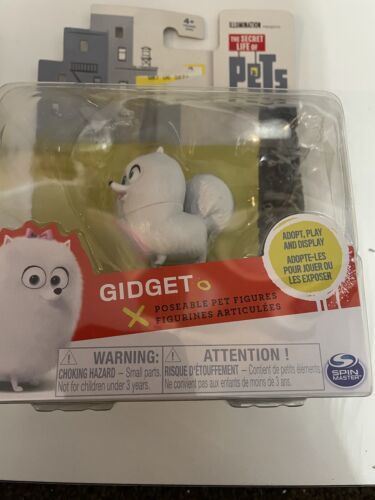 4+
ILLUMINATION
THE SECRET
LIFE OF
PETS
ADOPT, PLAY
AND DISPLAY
ADOPTE-LES
POUR JOUER OU
LES EXPOSER
GIDGET
POSEABLE PET FIGURES
FIGURINES ARTICULÉES
WARNING:
CHOKING HAZARD – Small parts.
Not for children under 3 years.
ATTENTION !
RISQUE D'ÉTOUFFEMENT – Contient de petits éléments.
Ne convient pas aux enfants de moins de 3 ans.
SPIN
MASTER